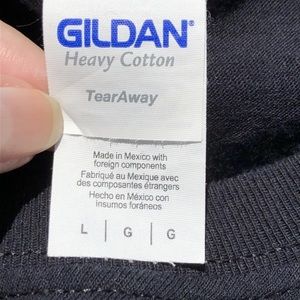 GILDAN®
Heavy Cotton
TearAway
Made in Mexico with
foreign components
Fabriqué au Mexique avec
des composantes étrangers
Hecho en México con
insumos foráneos
L | G | G